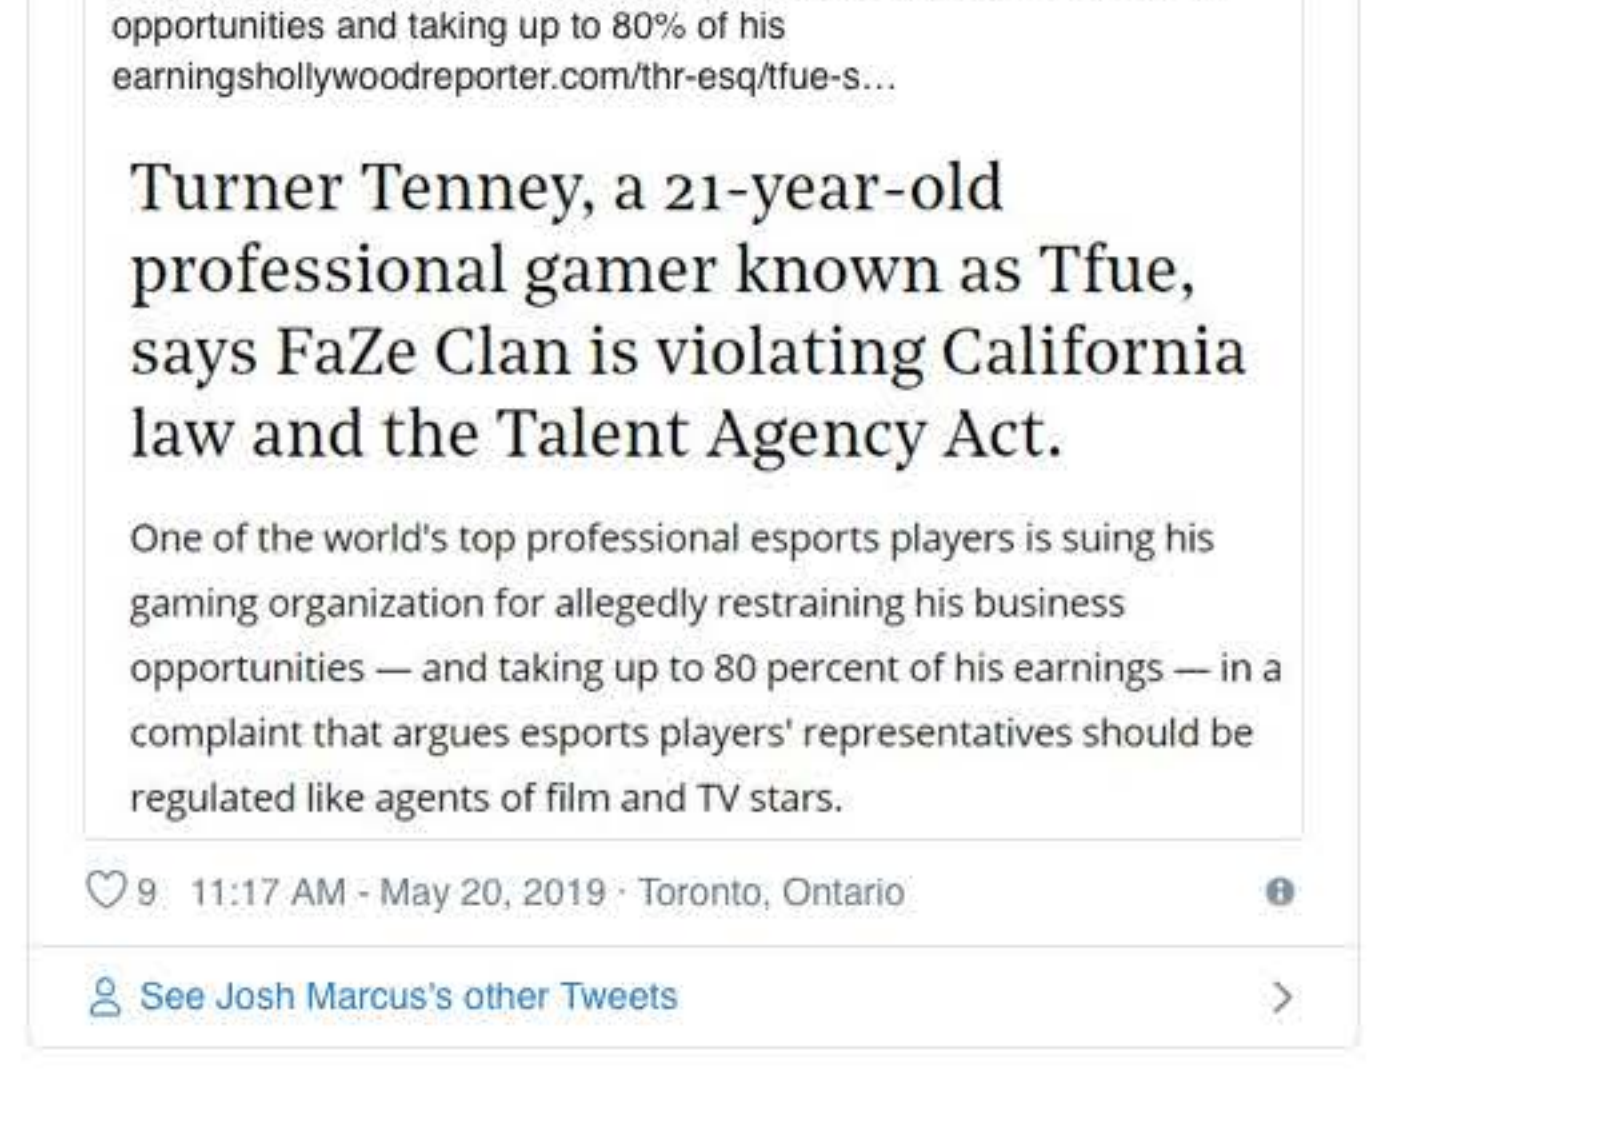 opportunities and taking up to 80% of his
earningshollywoodreporter.com/thr-esq/tfue-s…
Turner Tenney, a 21-year-old
professional gamer known as Tfue,
says FaZe Clan is violating California
law and the Talent Agency Act.
One of the world's top professional esports players is suing his
gaming organization for allegedly restraining his business
opportunities — and taking up to 80 percent of his earnings — in a
complaint that argues esports players' representatives should be
regulated like agents of film and TV stars.
9 11:17 AM - May 20, 2019 · Toronto, Ontario
See Josh Marcus's other Tweets